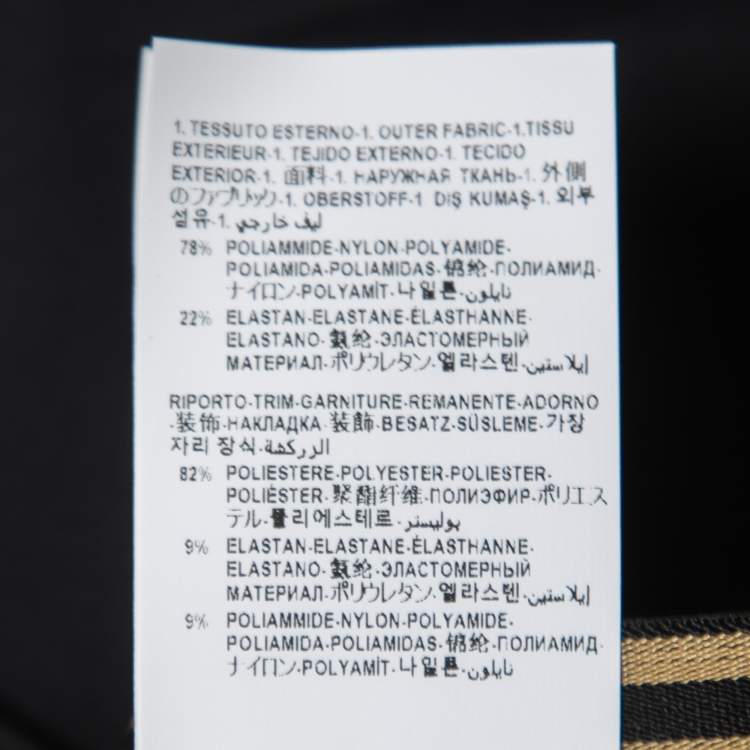 1. TESSUTO ESTERNO-1. OUTER FABRIC-1.TISSU
EXTERIEUR-1. TEJIDO EXTERNO-1. TECIDO
EXTERIOR-1. 面料-1. НАРУЖНАЯ ТКАНЬ-1. 外側
のファブリック-1. OBERSTOFF-1 DIŞ KUMAŞ-1. 외부
섬유-1. ليف خارجي
78% POLIAMMIDE-NYLON-POLYAMIDE-
POLIAMIDA-POLIAMIDAS-锦纶-ПОЛИАМИД-
ナイロン-POLYAMİT-나일론-نايلون
22% ELASTAN-ELASTANE-ÉLASTHANNE-
ELASTANO-氨纶-ЭЛАСТОМЕРНЫЙ
МАТЕРИАЛ-ポリウレタン-엘라스텐-إيلاستين
RIPORTO-TRIM-GARNITURE-REMANENTE-ADORNO
-装饰-НАКЛАДКА-装飾-BESATZ-SÜSLEME-가장
자리 장식-الزركشة
82% POLIESTERE-POLYESTER-POLIESTER-
POLIÉSTER-聚酯纤维-ПОЛИЭФИР-ポリエス
テル-폴리에스테르-بوليستر
9% ELASTAN-ELASTANE-ÉLASTHANNE-
ELASTANO-氨纶-ЭЛАСТОМЕРНЫЙ
МАТЕРИАЛ-ポリウレタン-엘라스텐-إيلاستين
9% POLIAMMIDE-NYLON-POLYAMIDE-
POLIAMIDA-POLIAMIDAS-锦纶-ПОЛИАМИД-
ナイロン-POLYAMİT-나일론-نايلون